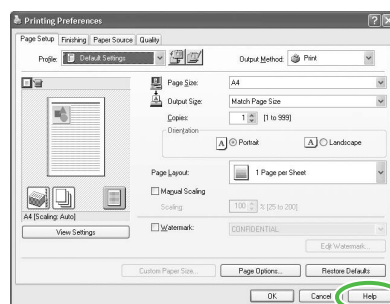 Printing Preferences
Page Setup Finishing Paper Source Quality
Profile: Default Settings Output Method: Print
Page Size: A4
Output Size: Match Page Size
Copies: 1 [1 to 999]
Orientation
A Portrait A Landscape
Page Layout: 1 Page per Sheet
Manual Scaling
Scaling: 100 % [25 to 200]
A4 [Scaling: Auto]
View Settings
Watermark: CONFIDENTIAL
Edit Watermark...
Custom Paper Size... Page Options... Restore Defaults
OK Cancel Help